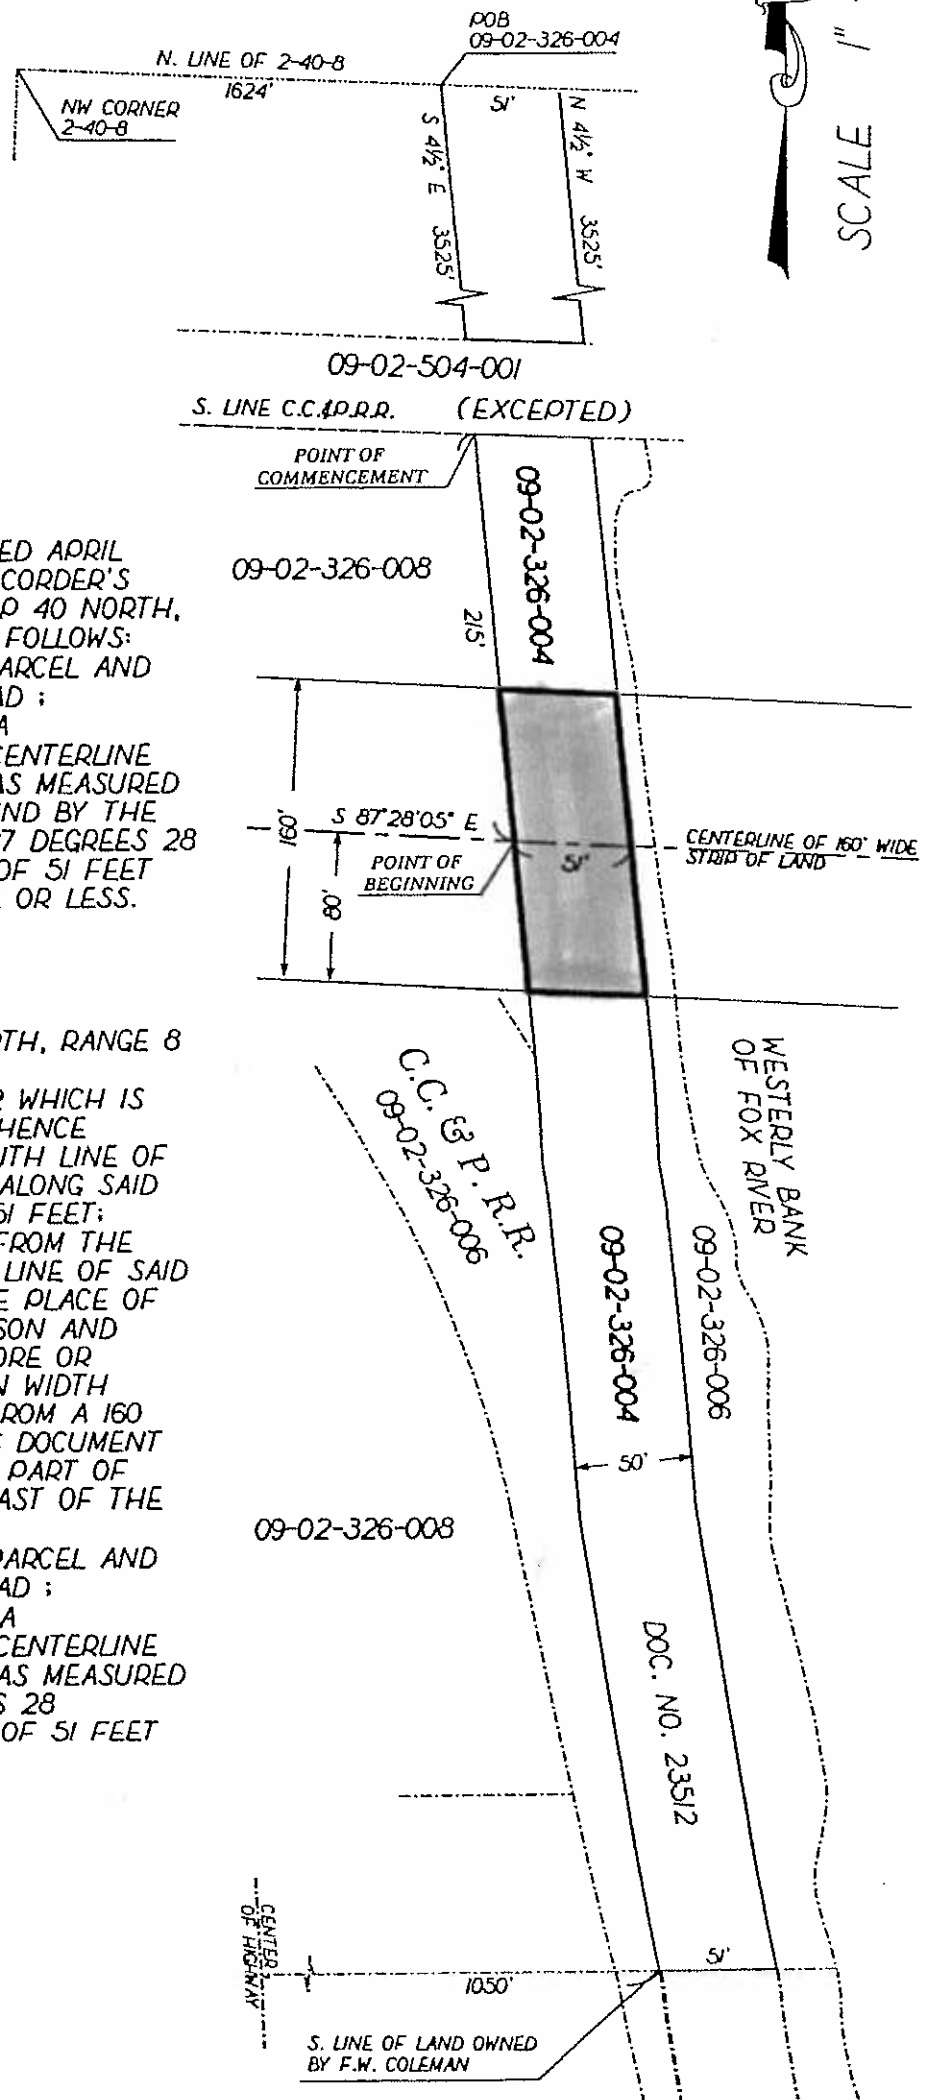 POB
09-02-326-004
N. LINE OF 2-40-8
1624'
NW CORNER
2-40-8
51'
S 4½° E 3525'
N 4½° W 3525'
SCALE 1"
09-02-504-001
S. LINE C.C.&P.R.R. (EXCEPTED)
POINT OF
COMMENCEMENT
09-02-326-004
ED APRIL
CORDER'S
P 40 NORTH,
FOLLOWS:
ARCEL AND
AD ;
A
CENTERLINE
AS MEASURED
ND BY THE
7 DEGREES 28
OF 51 FEET
OR LESS.
09-02-326-008
215'
160'
S 87°28'05" E
80'
POINT OF
BEGINNING
51'
CENTERLINE OF 160' WIDE
STRIP OF LAND
WESTERLY BANK
OF FOX RIVER
C.C. & P. R.R.
09-02-326-006
09-02-326-004
09-02-326-006
TH, RANGE 8
R WHICH IS
HENCE
UTH LINE OF
ALONG SAID
51 FEET;
FROM THE
LINE OF SAID
E PLACE OF
SON AND
ORE OR
N WIDTH
FROM A 160
E DOCUMENT
PART OF
AST OF THE
PARCEL AND
AD ;
A
CENTERLINE
AS MEASURED
S 28
OF 51 FEET
50'
09-02-326-008
DOC. NO. 23512
CENTER
OF HIGHWAY
1050'
51'
S. LINE OF LAND OWNED
BY F.W. COLEMAN